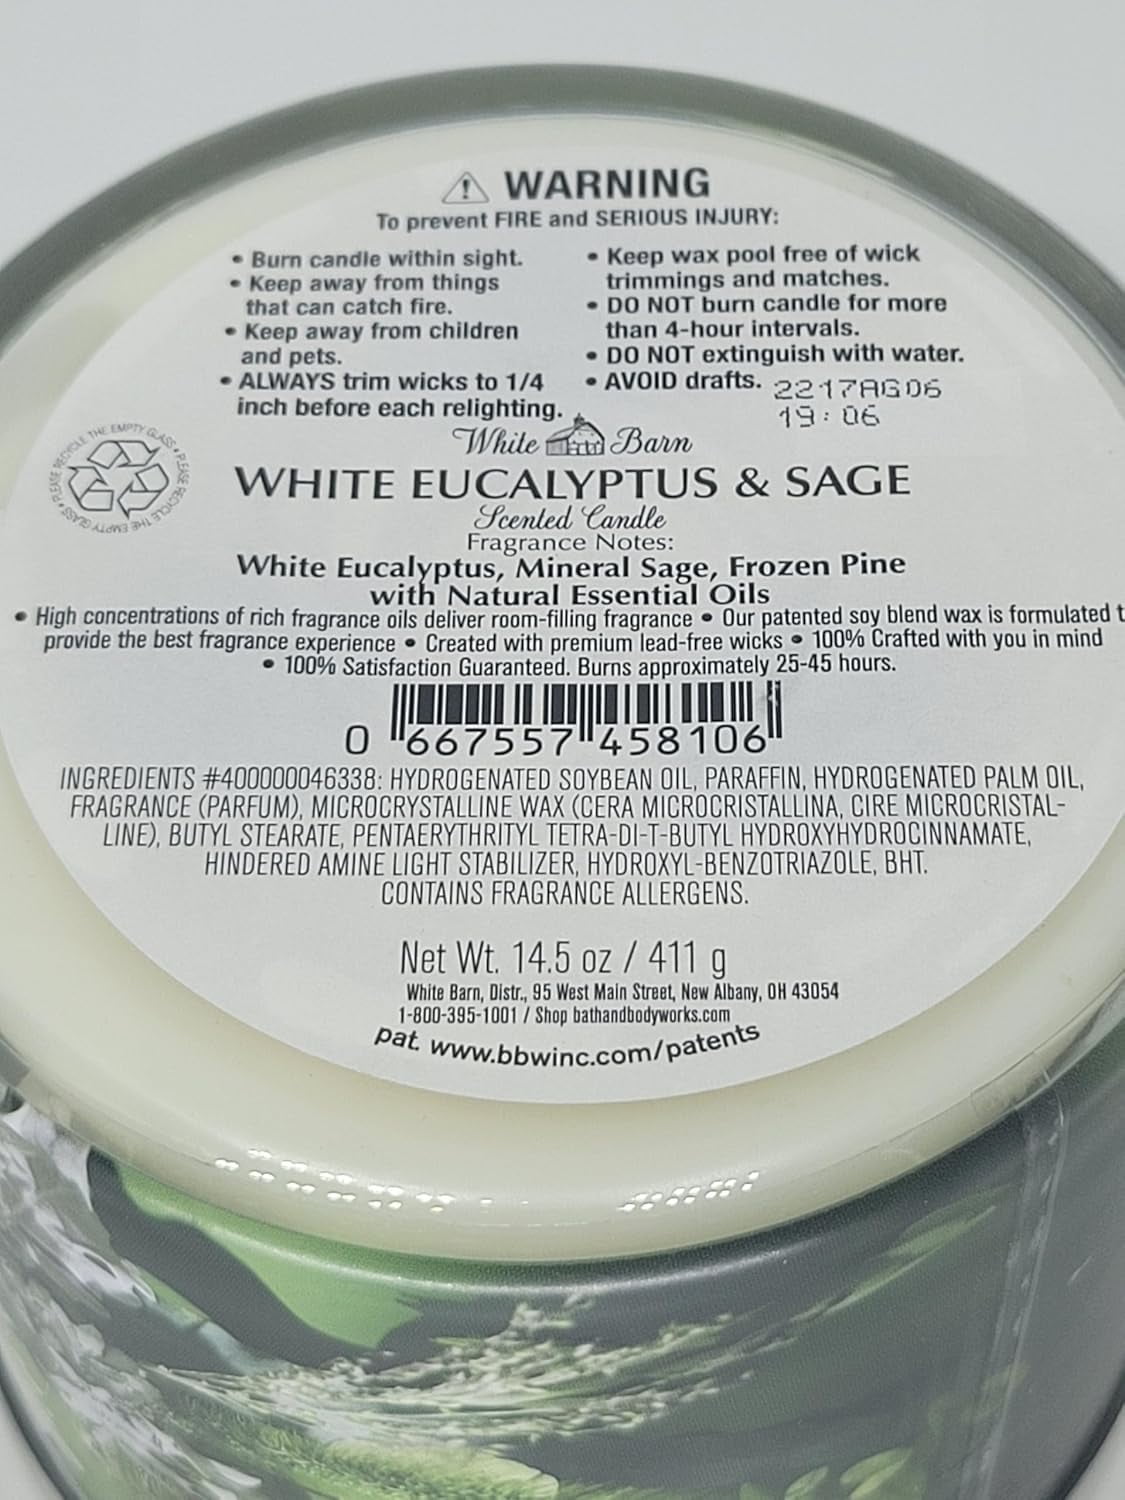 WARNING
To prevent FIRE and SERIOUS INJURY:
• Burn candle within sight.
• Keep away from things
that can catch fire.
• Keep away from children
and pets.
• ALWAYS trim wicks to 1/4
inch before each relighting.
• Keep wax pool free of wick
trimmings and matches.
• DO NOT burn candle for more
than 4-hour intervals.
• DO NOT extinguish with water.
• AVOID drafts.
2217AG06
19:06
PLEASE RECYCLE THE EMPTY GLASS • PLEASE RECYCLE THE EMPTY GLASS •
White Barn
WHITE EUCALYPTUS & SAGE
Scented Candle
Fragrance Notes:
White Eucalyptus, Mineral Sage, Frozen Pine
with Natural Essential Oils
• High concentrations of rich fragrance oils deliver room-filling fragrance • Our patented soy blend wax is formulated t
provide the best fragrance experience • Created with premium lead-free wicks • 100% Crafted with you in mind
• 100% Satisfaction Guaranteed. Burns approximately 25-45 hours.
0 667557 458106
INGREDIENTS #400000046338: HYDROGENATED SOYBEAN OIL, PARAFFIN, HYDROGENATED PALM OIL,
FRAGRANCE (PARFUM), MICROCRYSTALLINE WAX (CERA MICROCRISTALLINA, CIRE MICROCRISTAL-
LINE), BUTYL STEARATE, PENTAERYTHRITYL TETRA-DI-T-BUTYL HYDROXYHYDROCINNAMATE,
HINDERED AMINE LIGHT STABILIZER, HYDROXYL-BENZOTRIAZOLE, BHT.
CONTAINS FRAGRANCE ALLERGENS.
Net Wt. 14.5 oz / 411 g
White Barn, Distr., 95 West Main Street, New Albany, OH 43054
1-800-395-1001 / Shop bathandbodyworks.com
pat. www.bbwinc.com/patents